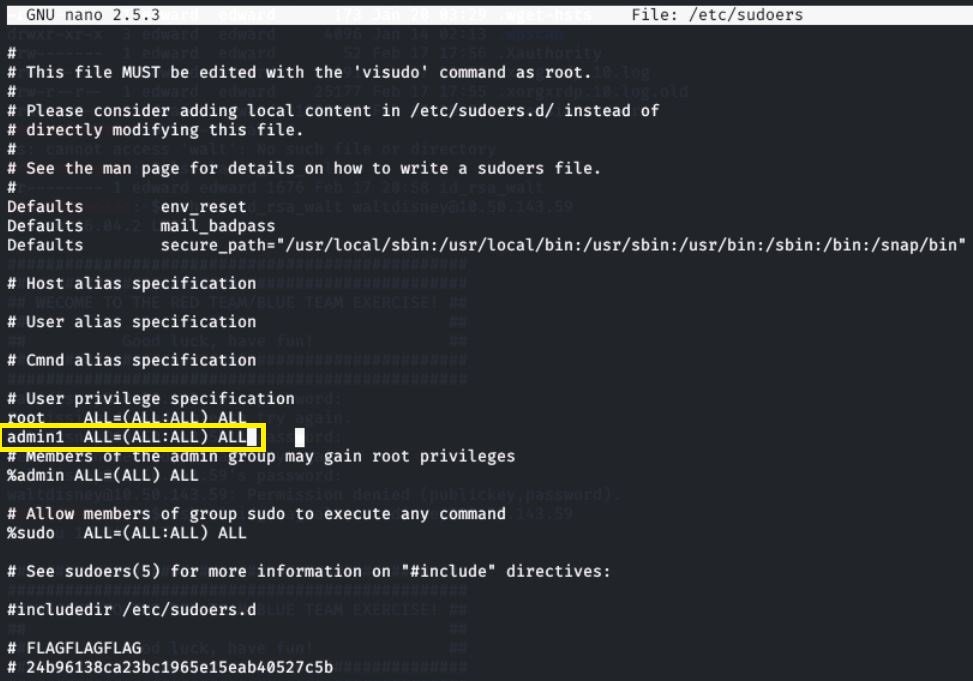 GNU nano 2.5.3 File: /etc/sudoers
#
# This file MUST be edited with the 'visudo' command as root.
#
# Please consider adding local content in /etc/sudoers.d/ instead of
# directly modifying this file.
#
# See the man page for details on how to write a sudoers file.
#
Defaults env_reset
Defaults mail_badpass
Defaults secure_path="/usr/local/sbin:/usr/local/bin:/usr/sbin:/usr/bin:/sbin:/bin:/snap/bin"
# Host alias specification
# User alias specification
# Cmnd alias specification
# User privilege specification
root ALL=(ALL:ALL) ALL
admin1 ALL=(ALL:ALL) ALL
# Members of the admin group may gain root privileges
%admin ALL=(ALL) ALL
# Allow members of group sudo to execute any command
%sudo ALL=(ALL:ALL) ALL
# See sudoers(5) for more information on "#include" directives:
#includedir /etc/sudoers.d
# FLAGFLAGFLAG
# 24b96138ca23bc1965e15eab40527c5b